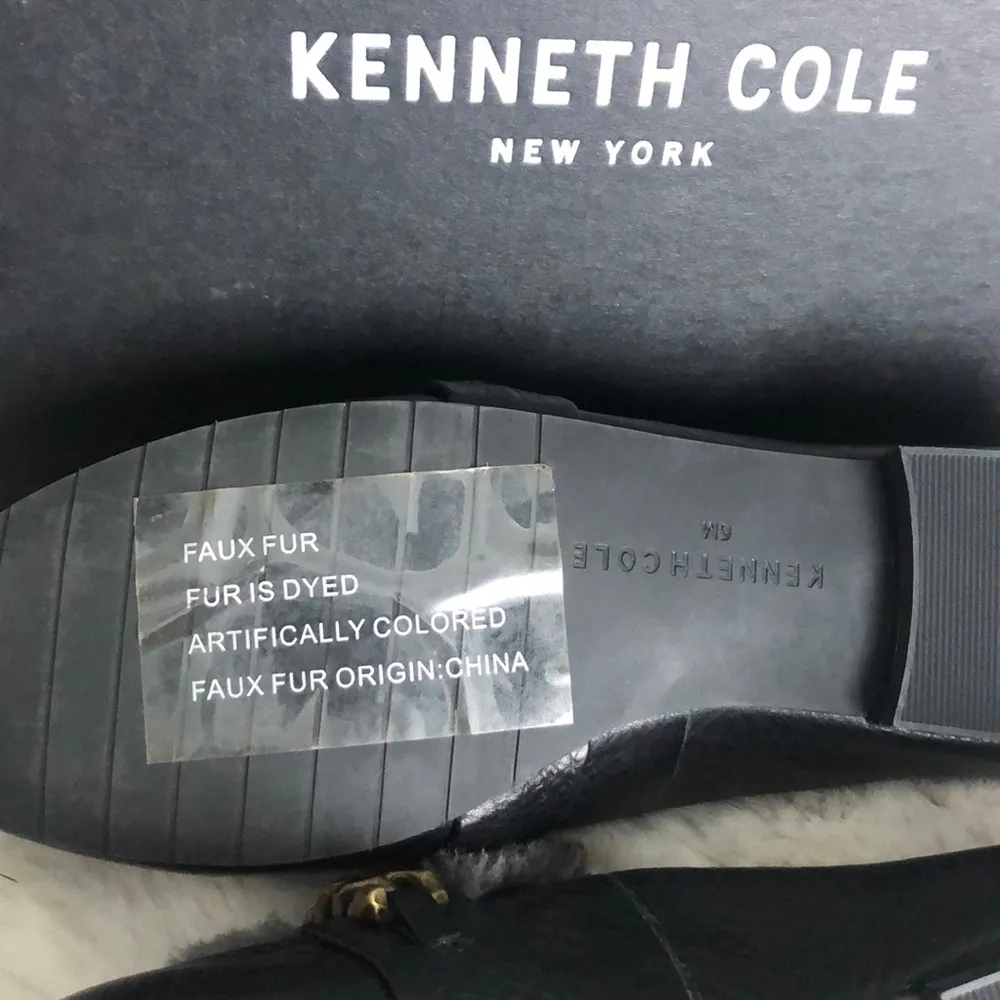 KENNETH COLE
NEW YORK
FAUX FUR
FUR IS DYED
ARTIFICALLY COLORED
FAUX FUR ORIGIN:CHINA
KENNETH COLE
6M